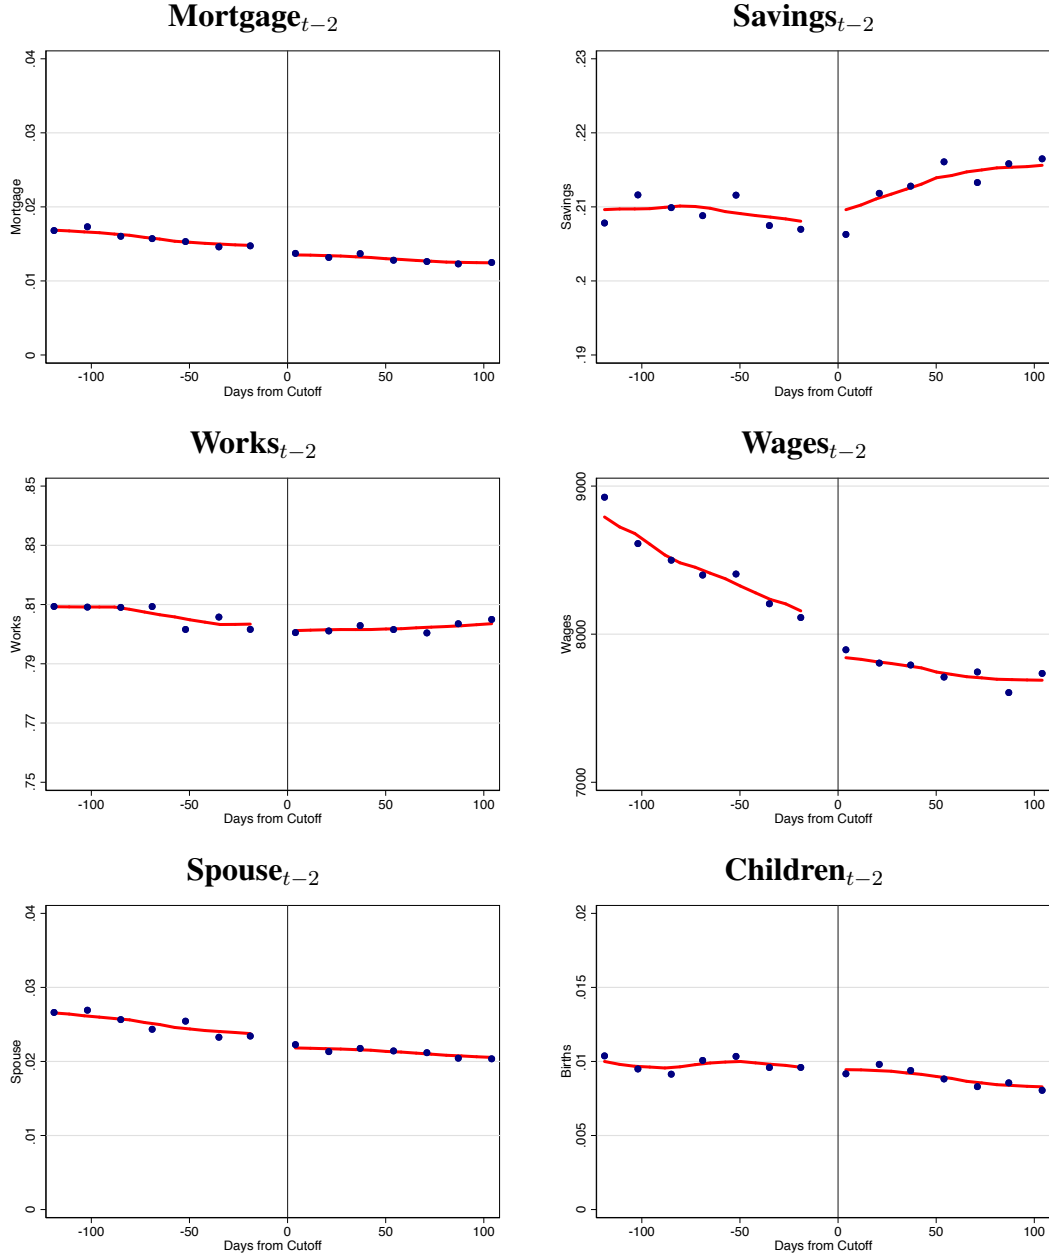 Mortgage_{t−2}
.04
.03
.02
.01
0
Mortgage
-100 -50 0 50 100
Days from Cutoff
Savings_{t−2}
.23
.22
.21
.2
.19
Savings
-100 -50 0 50 100
Days from Cutoff
Works_{t−2}
.85
.83
.81
.79
.77
.75
Works
-100 -50 0 50 100
Days from Cutoff
Wages_{t−2}
9000
8000
7000
Wages
-100 -50 0 50 100
Days from Cutoff
Spouse_{t−2}
.04
.03
.02
.01
0
Spouse
-100 -50 0 50 100
Days from Cutoff
Children_{t−2}
.02
.015
.01
.005
0
Births
-100 -50 0 50 100
Days from Cutoff